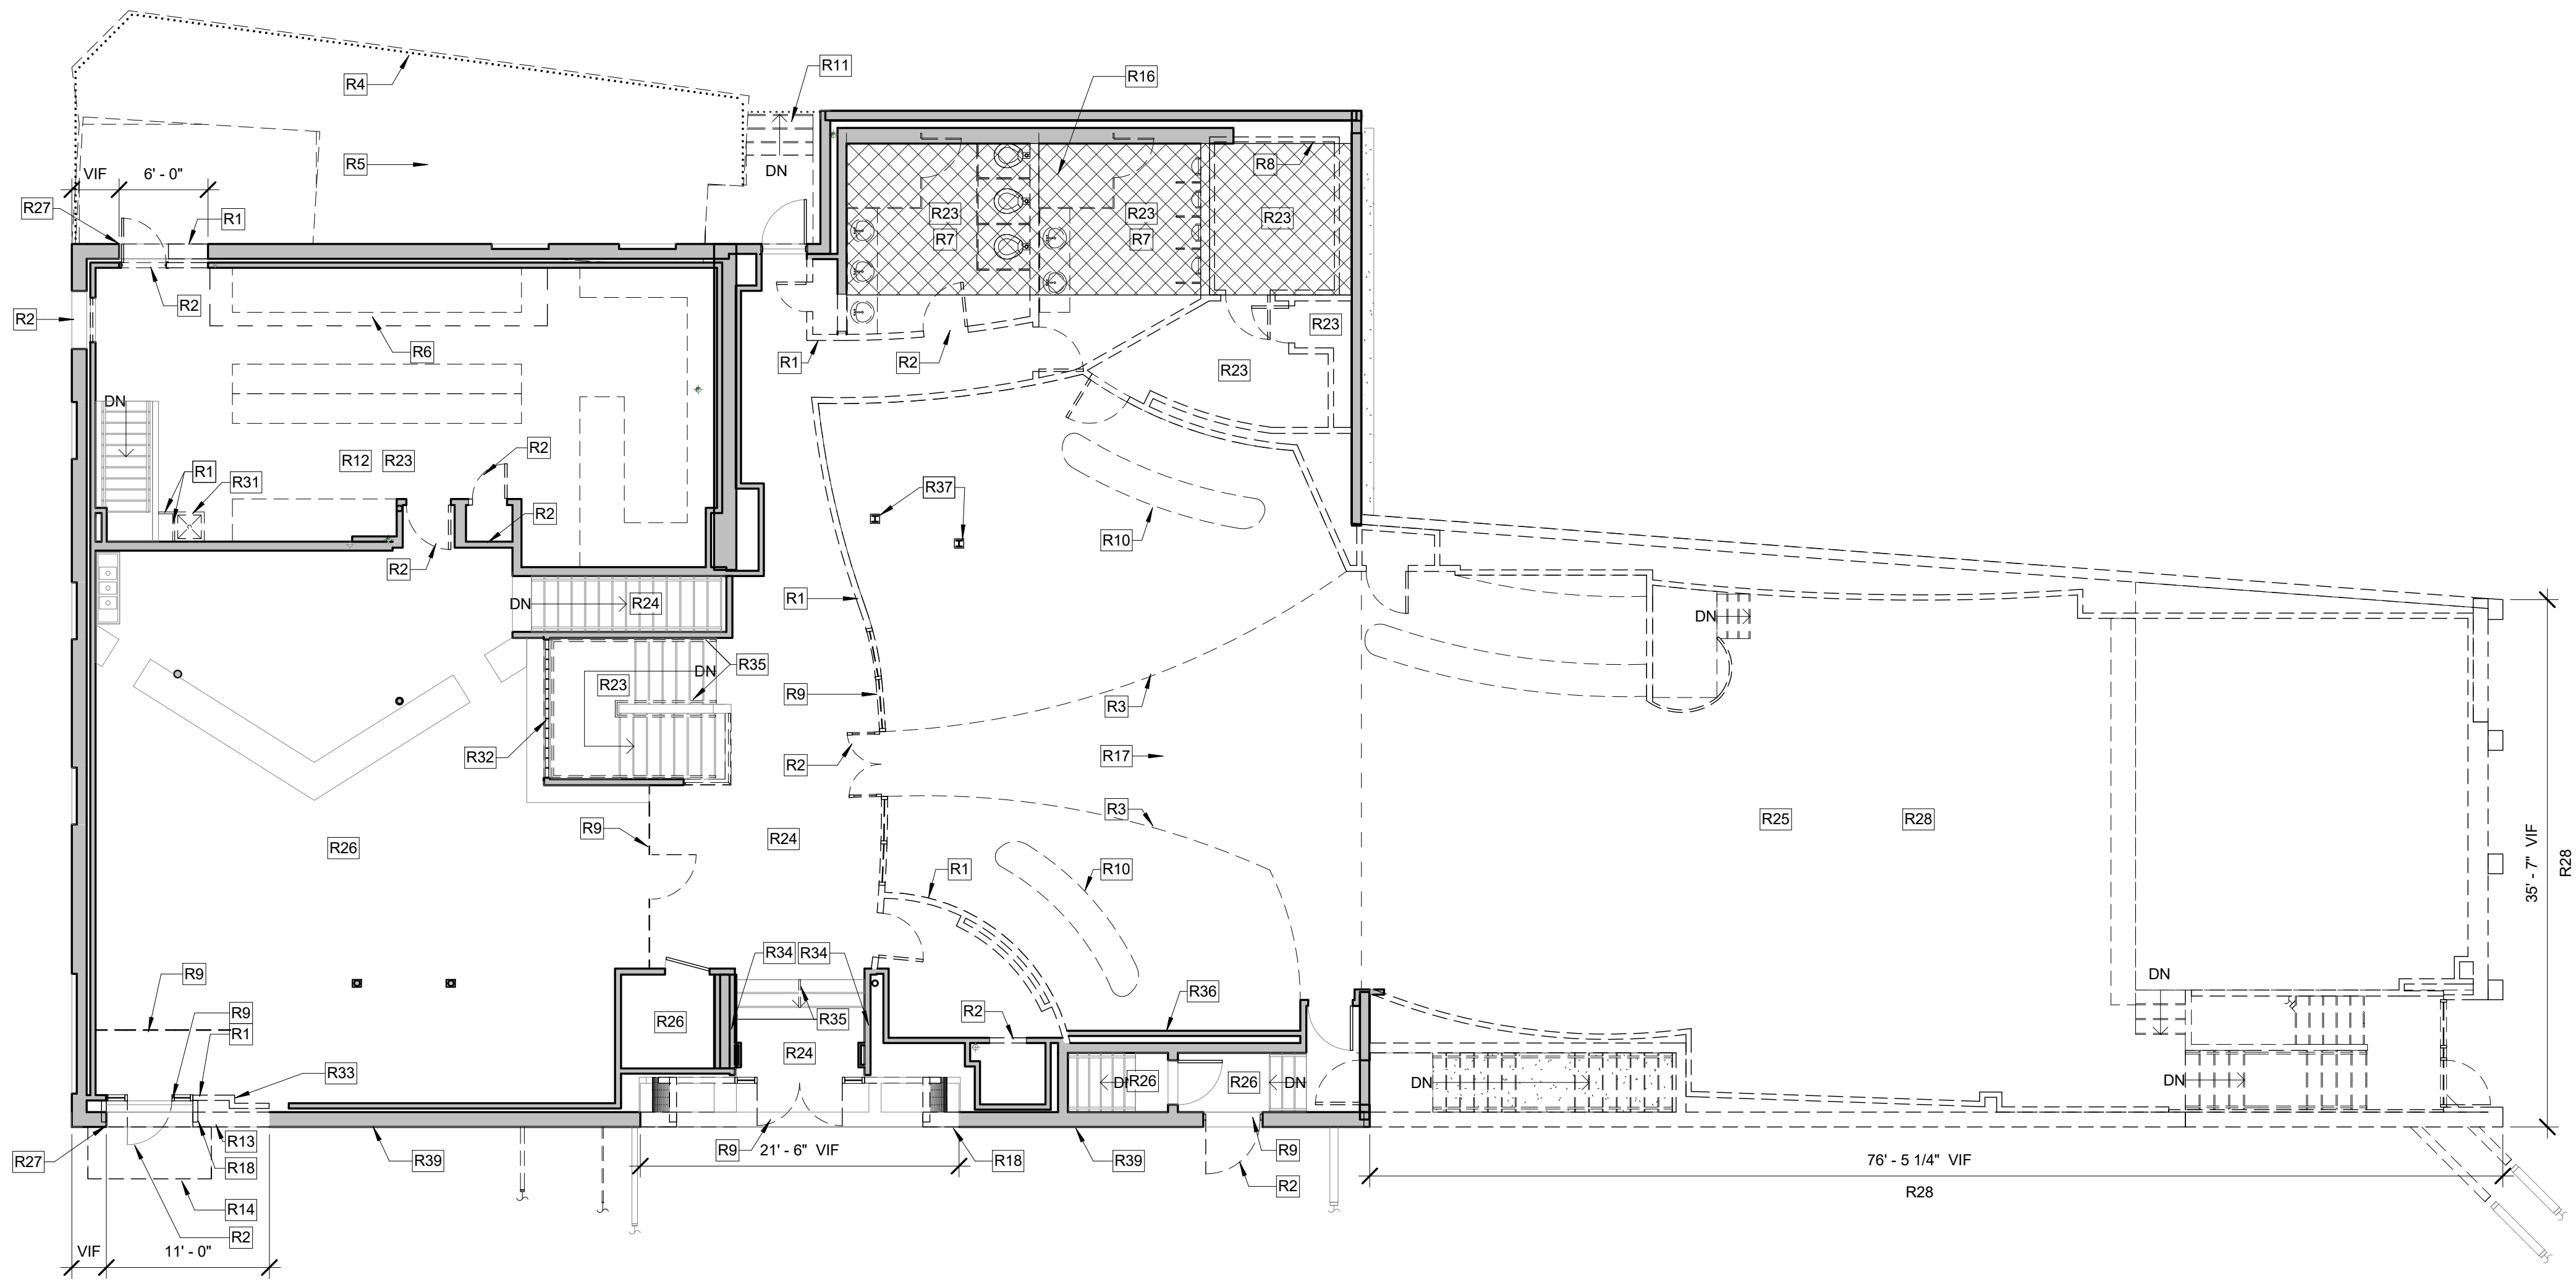 R11
R16
R4
R5
DN
R8
VIF
6' - 0"
R27
R1
R23
R23
R23
R7
R7
R2
R2
R6
R1
R2
R23
R23
DN
R2
R12
R23
R1
R31
R37
R2
R10
R2
DN
R24
R1
DN
R35
DN
R23
R9
R3
R32
R2
R17
R9
R24
R3
R25
R28
35' - 7" VIF
R28
R26
R1
R10
R34
R34
R9
DN
R36
R9
R26
R35
R2
R1
R24
R33
DN
R26
R26
DN
DN
DN
R13
R27
R39
R18
R9
21' - 6" VIF
R18
R39
R9
76' - 5 1/4" VIF
R2
R28
R14
R2
VIF
11' - 0"